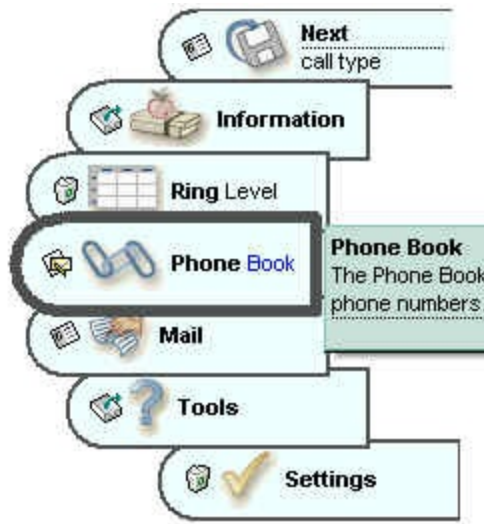 Next
call type
Information
Ring Level
Phone Book
Phone Book
The Phone Book
phone numbers
Mail
Tools
Settings